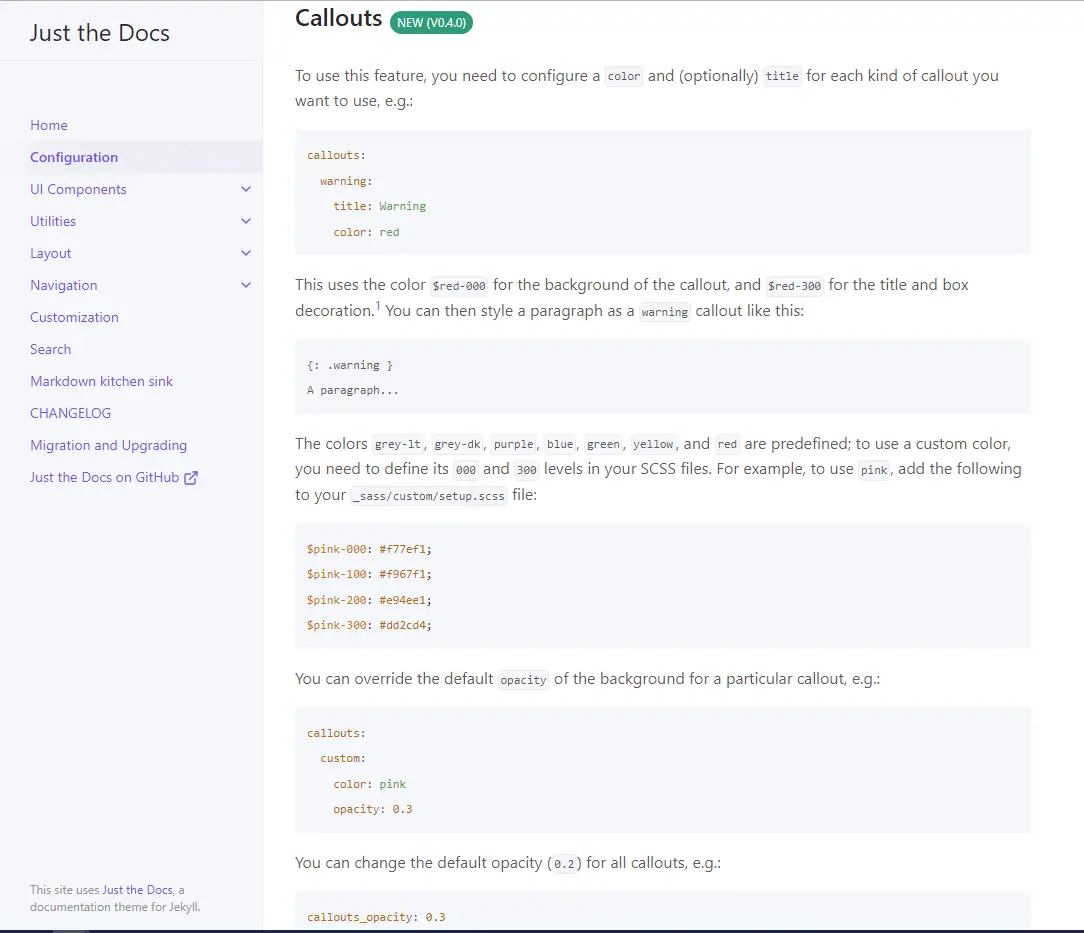 Just the Docs
Home
Configuration
UI Components
Utilities
Layout
Navigation
Customization
Search
Markdown kitchen sink
CHANGELOG
Migration and Upgrading
Just the Docs on GitHub
This site uses Just the Docs, a
documentation theme for Jekyll.
Callouts NEW (V0.4.0)
To use this feature, you need to configure a color and (optionally) title for each kind of callout you
want to use, e.g.:
callouts:
  warning:
    title: Warning
    color: red
This uses the color $red-000 for the background of the callout, and $red-300 for the title and box
decoration.1 You can then style a paragraph as a warning callout like this:
{: .warning }
A paragraph...
The colors grey-lt, grey-dk, purple, blue, green, yellow, and red are predefined; to use a custom color,
you need to define its 000 and 300 levels in your SCSS files. For example, to use pink, add the following
to your _sass/custom/setup.scss file:
$pink-000: #f77ef1;
$pink-100: #f967f1;
$pink-200: #e94ee1;
$pink-300: #dd2cd4;
You can override the default opacity of the background for a particular callout, e.g.:
callouts:
  custom:
    color: pink
    opacity: 0.3
You can change the default opacity (0.2) for all callouts, e.g.:
callouts_opacity: 0.3